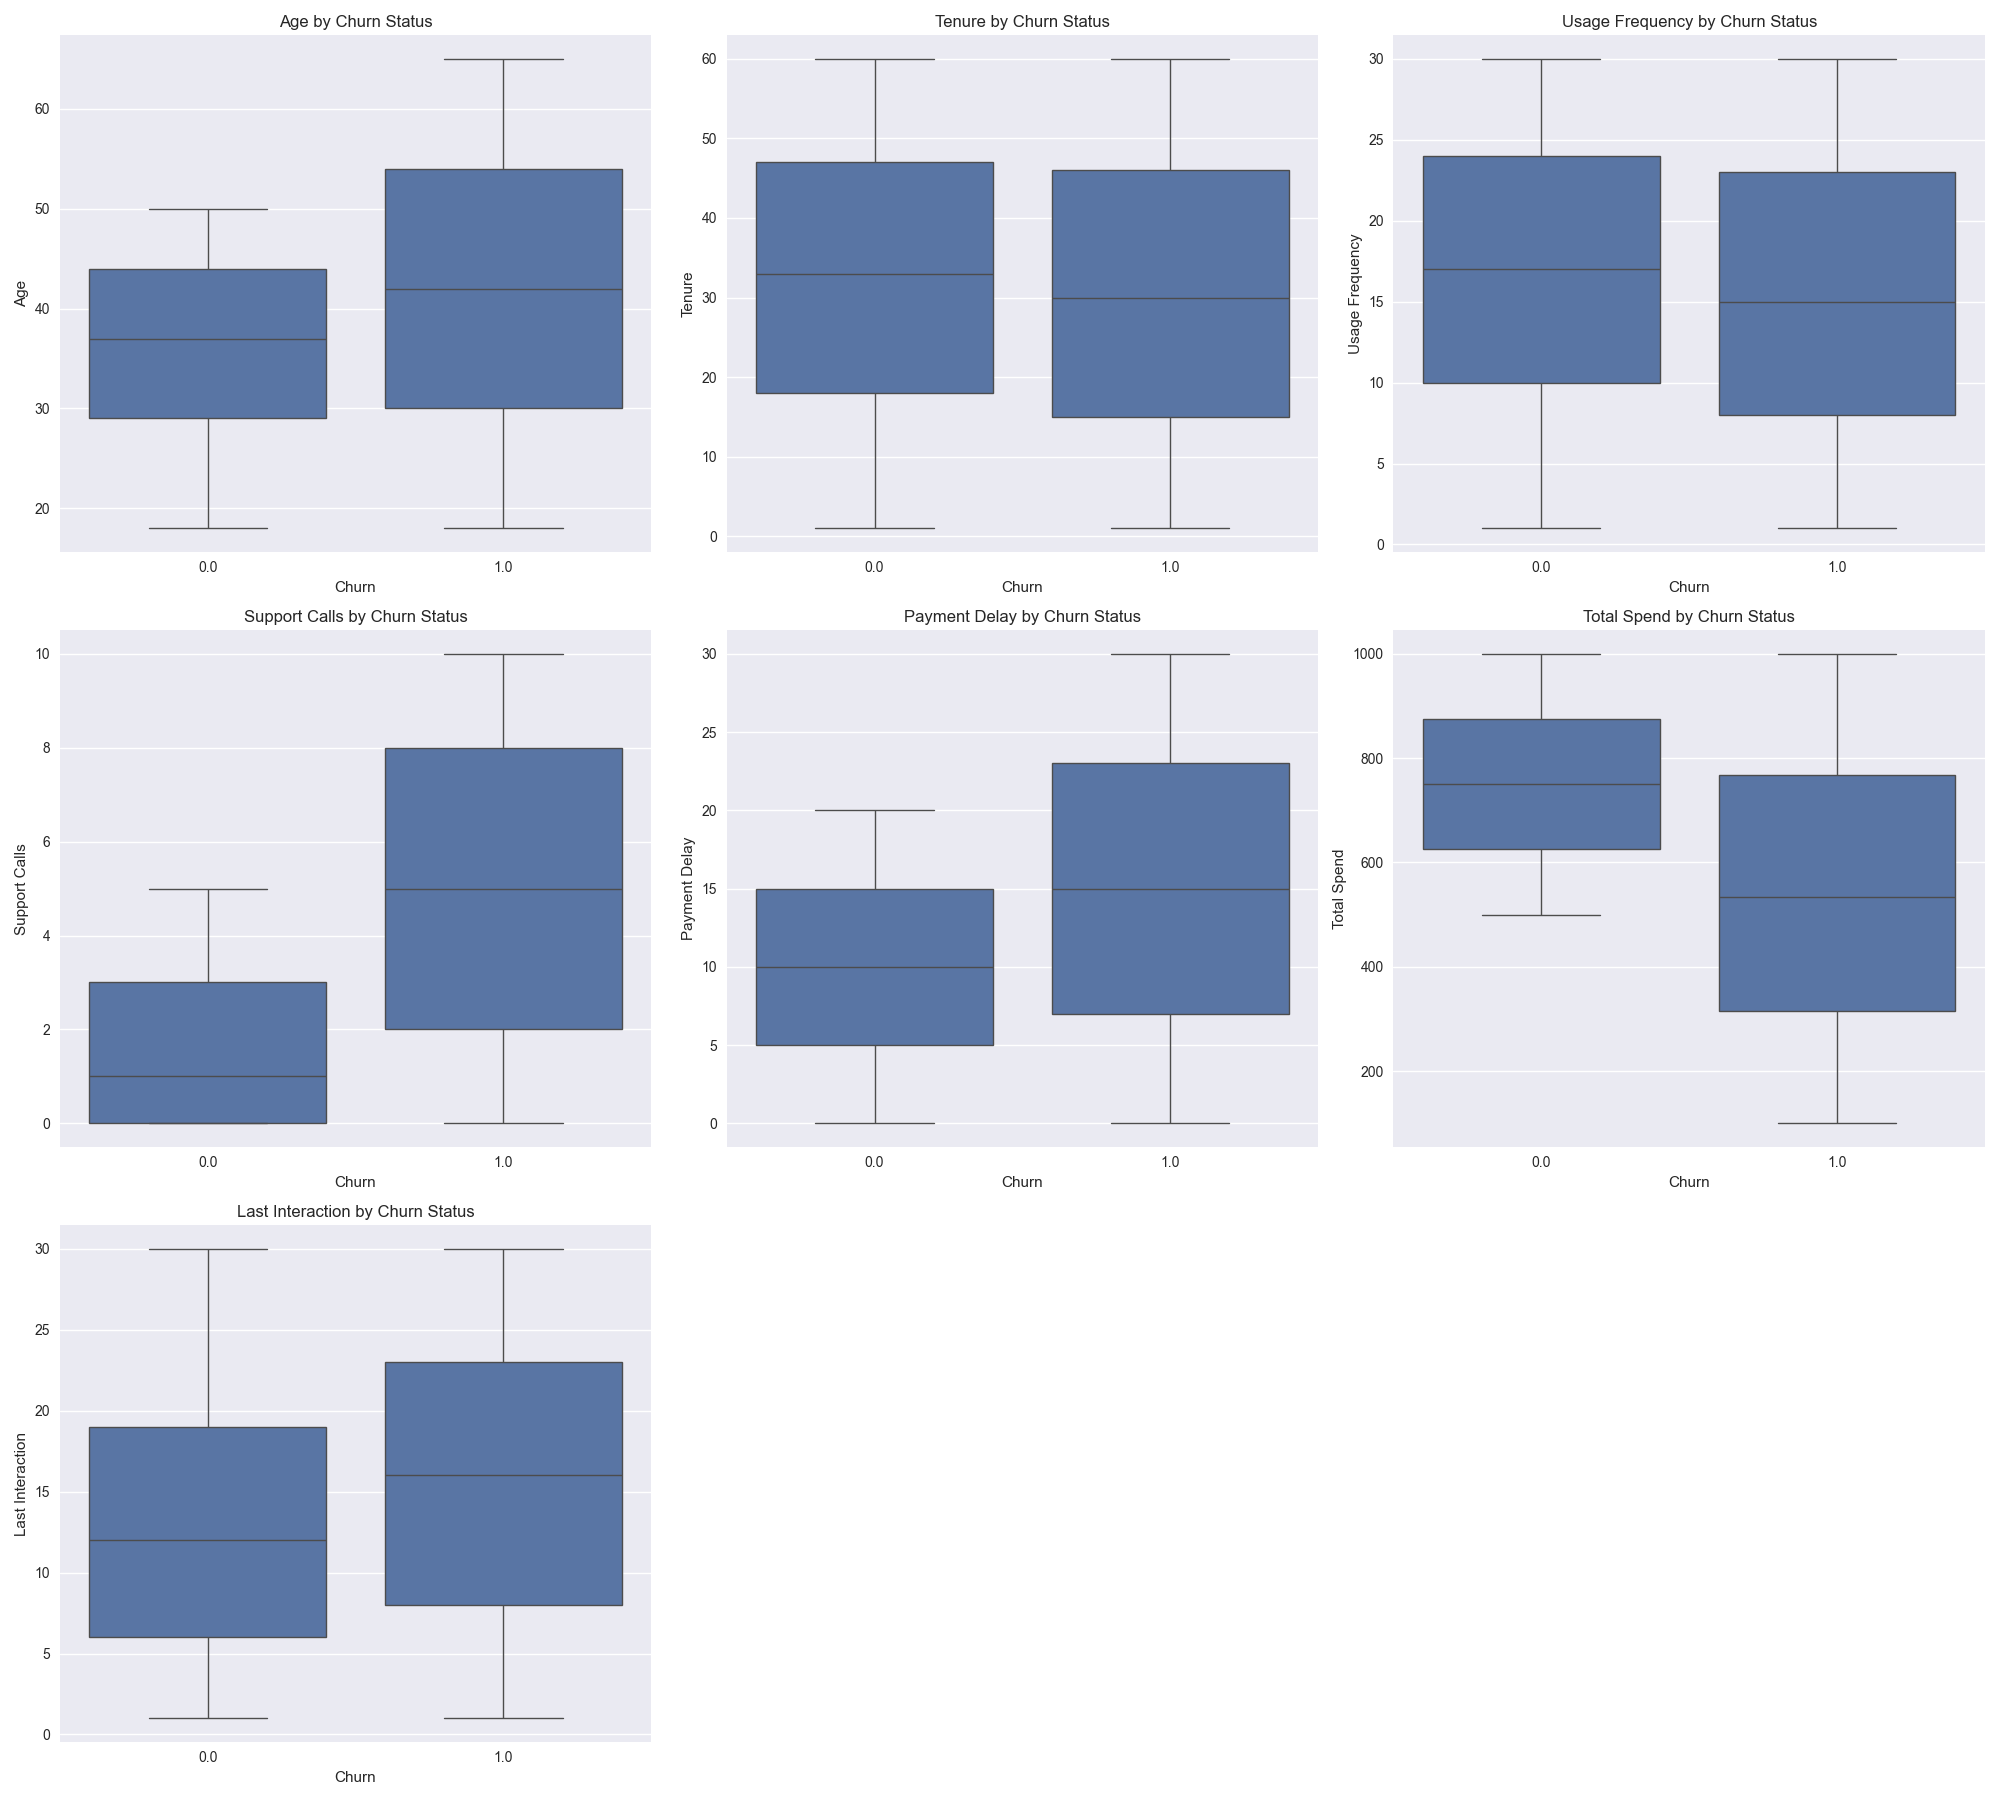 Age by Churn Status
Age
60
50
40
30
20
0.0 1.0
Churn
Tenure by Churn Status
Tenure
60
50
40
30
20
10
0
0.0 1.0
Churn
Usage Frequency by Churn Status
Usage Frequency
30
25
20
15
10
5
0
0.0 1.0
Churn
Support Calls by Churn Status
Support Calls
10
8
6
4
2
0
0.0 1.0
Churn
Payment Delay by Churn Status
Payment Delay
30
25
20
15
10
5
0
0.0 1.0
Churn
Total Spend by Churn Status
Total Spend
1000
800
600
400
200
0.0 1.0
Churn
Last Interaction by Churn Status
Last Interaction
30
25
20
15
10
5
0
0.0 1.0
Churn